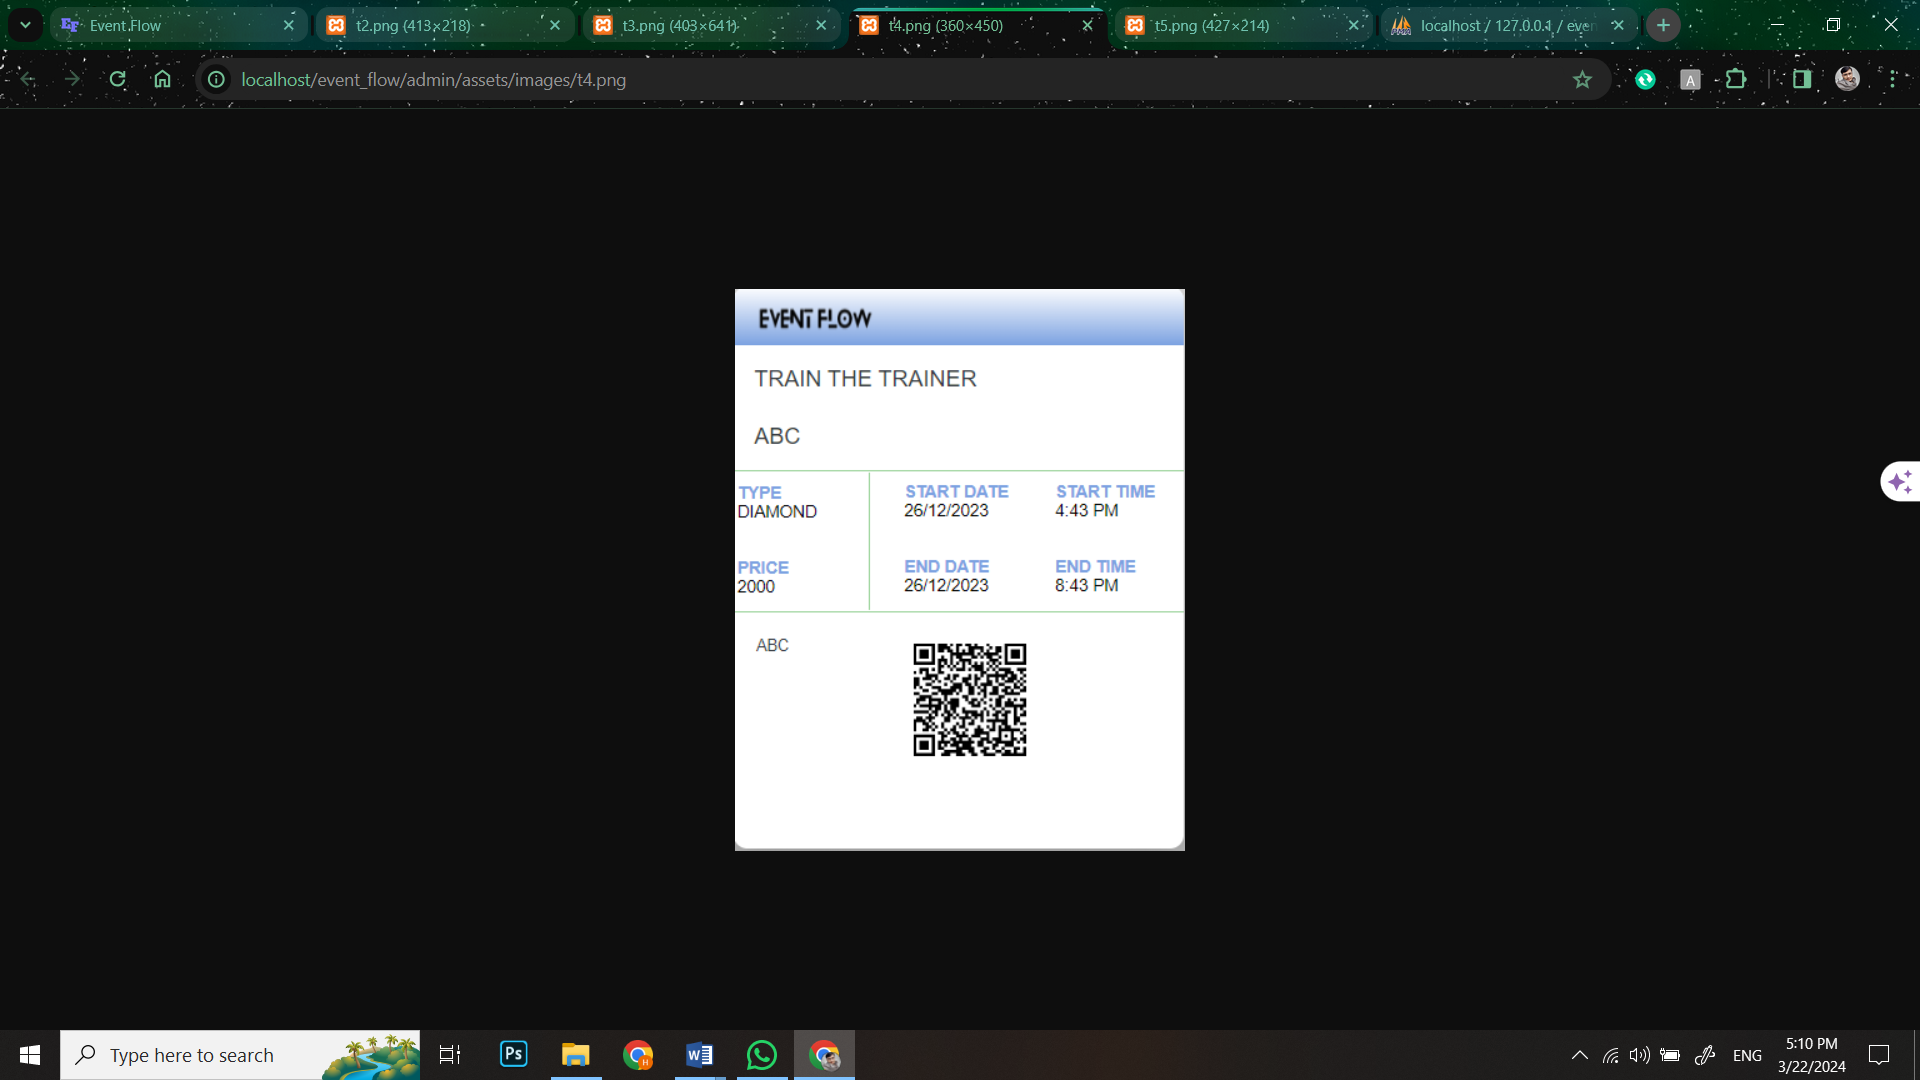 Event Flow
t2.png (413×218)
t3.png (403×641)
t4.png (360×450)
t5.png (427×214)
localhost / 127.0.0.1 / even
localhost/event_flow/admin/assets/images/t4.png
A
EVENT FLOW
TRAIN THE TRAINER
ABC
TYPE START DATE START TIME
DIAMOND 26/12/2023 4:43 PM
PRICE END DATE END TIME
2000 26/12/2023 8:43 PM
ABC
Type here to search
Ps
W
ENG
5:10 PM
3/22/2024